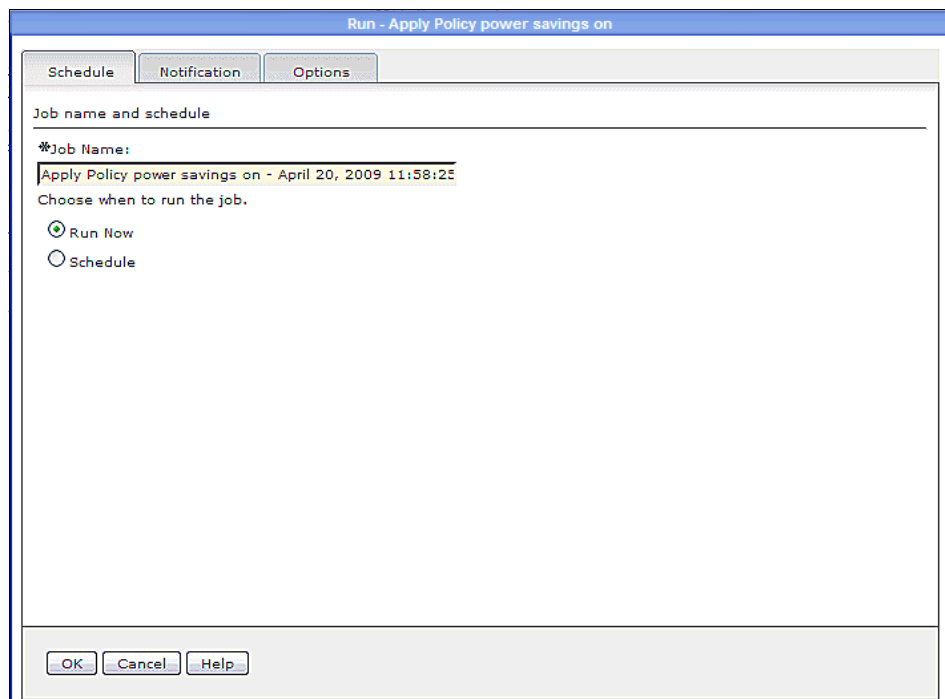 Run - Apply Policy power savings on
Schedule Notification Options
Job name and schedule
*Job Name:
Apply Policy power savings on - April 20, 2009 11:58:25
Choose when to run the job.
Run Now
Schedule
OK Cancel Help